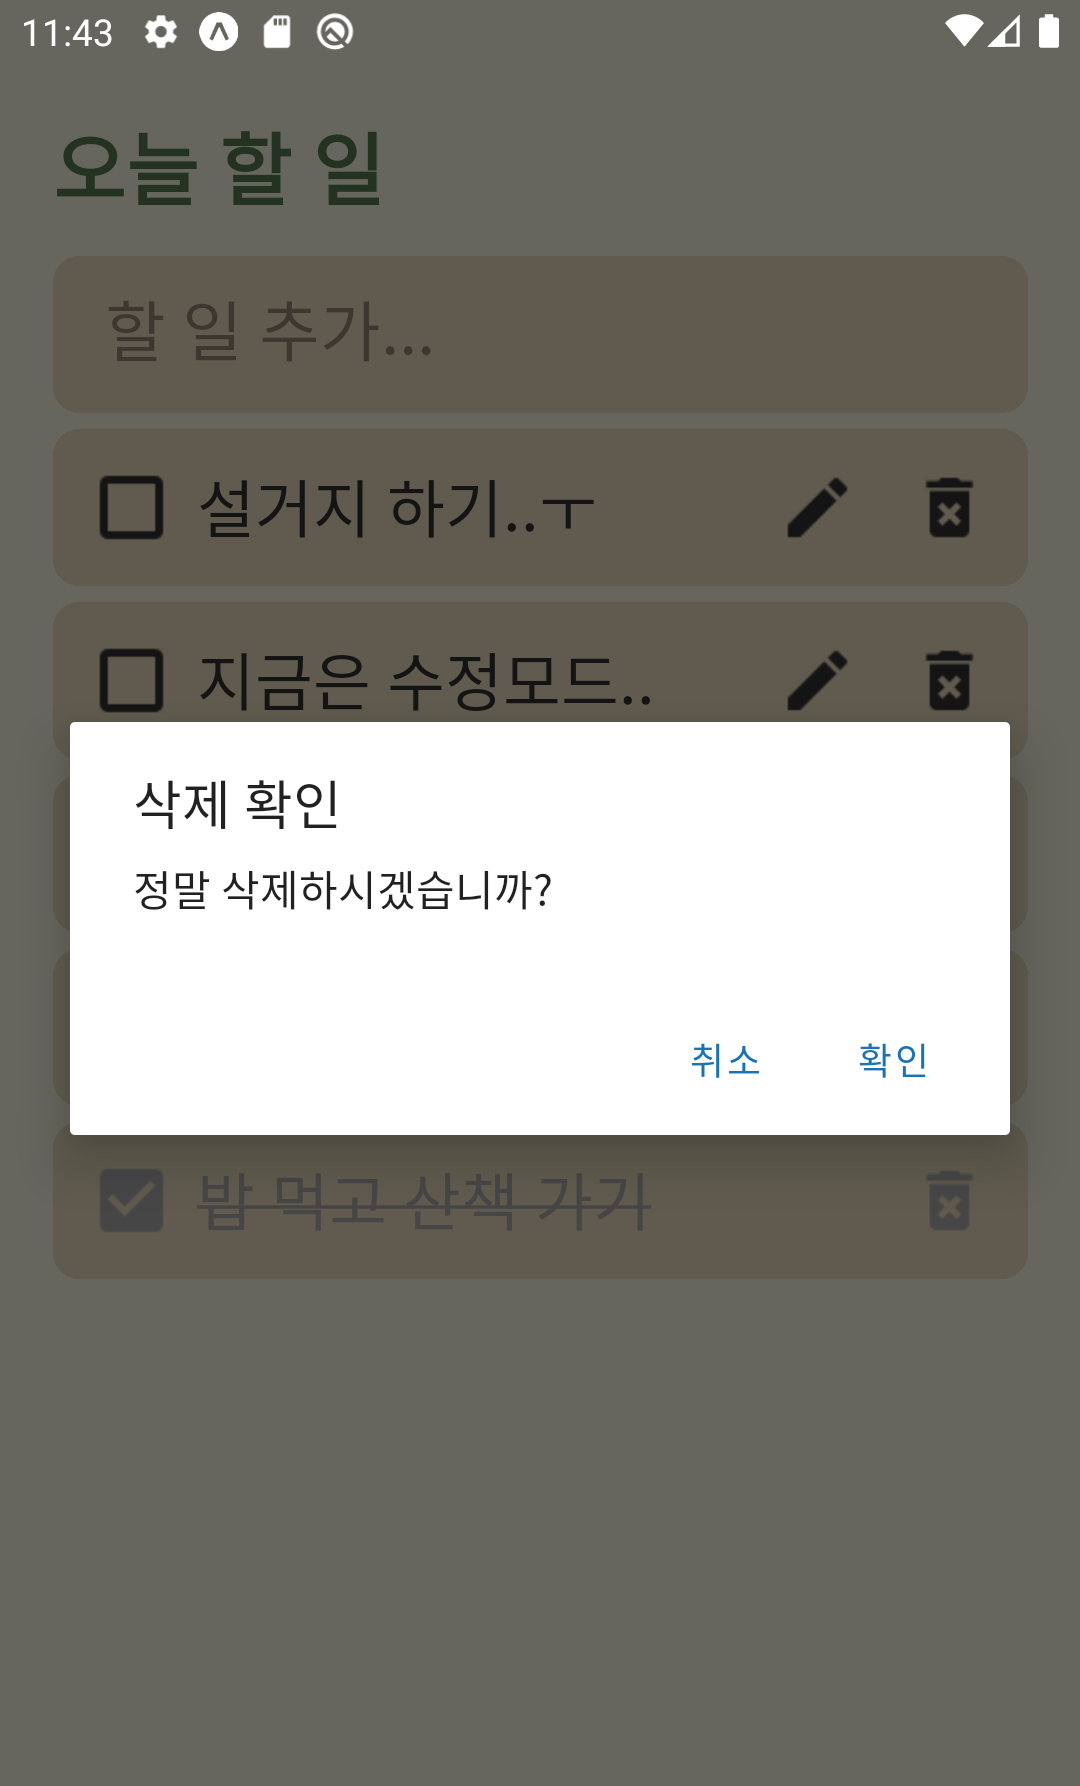 11:43
오늘 할 일
할 일 추가...
설거지 하기..ㅜ
지금은 수정모드..
삭제 확인
정말 삭제하시겠습니까?
취소 확인
밥 먹고 산책 가기